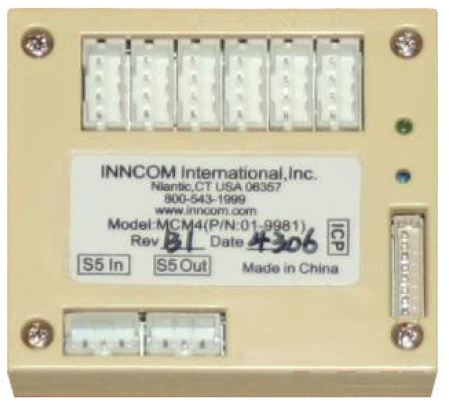 INNCOM International,Inc.
Niantic,CT USA 06357
800-543-1999
www.inncom.com
Model:MCM4(P/N:01-9981)
Rev B1 Date 4306
ICP
S5 In S5 Out Made in China